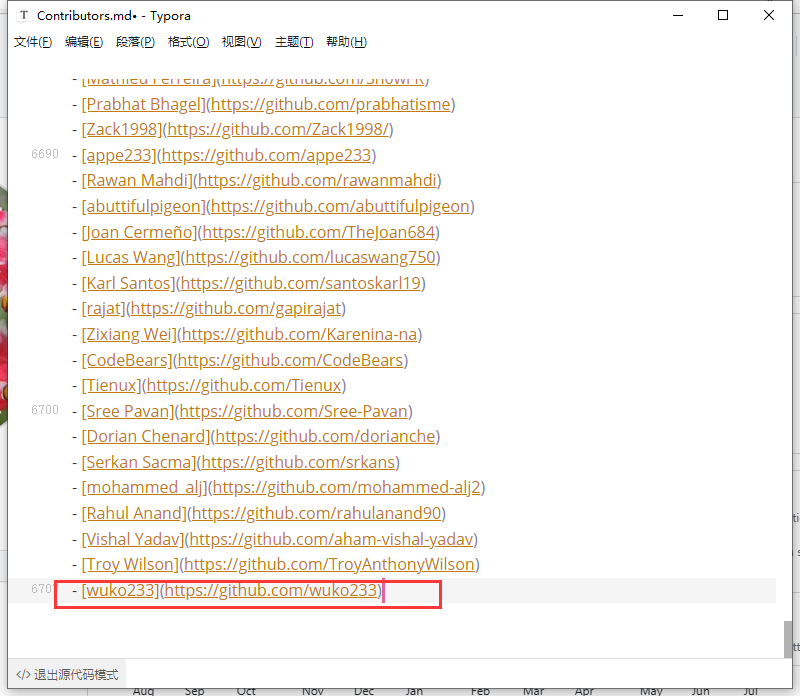 Contributors.md• - Typora
文件(F) 编辑(E) 段落(P) 格式(O) 视图(V) 主题(T) 帮助(H)
- [Mathieu Ferreira](https://github.com/ShowFR)
- [Prabhat Bhagel](https://github.com/prabhatisme)
- [Zack1998](https://github.com/Zack1998/)
6690 - [appe233](https://github.com/appe233)
- [Rawan Mahdi](https://github.com/rawanmahdi)
- [abuttifulpigeon](https://github.com/abuttifulpigeon)
- [Joan Cermeño](https://github.com/TheJoan684)
- [Lucas Wang](https://github.com/lucaswang750)
- [Karl Santos](https://github.com/santoskarl19)
- [rajat](https://github.com/gapirajat)
- [Zixiang Wei](https://github.com/Karenina-na)
- [CodeBears](https://github.com/CodeBears)
- [Tienux](https://github.com/Tienux)
6700 - [Sree Pavan](https://github.com/Sree-Pavan)
- [Dorian Chenard](https://github.com/dorianche)
- [Serkan Sacma](https://github.com/srkans)
- [mohammed_alj](https://github.com/mohammed-alj2)
- [Rahul Anand](https://github.com/rahulanand90)
- [Vishal Yadav](https://github.com/aham-vishal-yadav)
- [Troy Wilson](https://github.com/TroyAnthonyWilson)
6707 - [wuko233](https://github.com/wuko233)
</> 退出源代码模式
Aug Sep Oct Nov Dec Jan Feb Mar Apr May Jun Jul